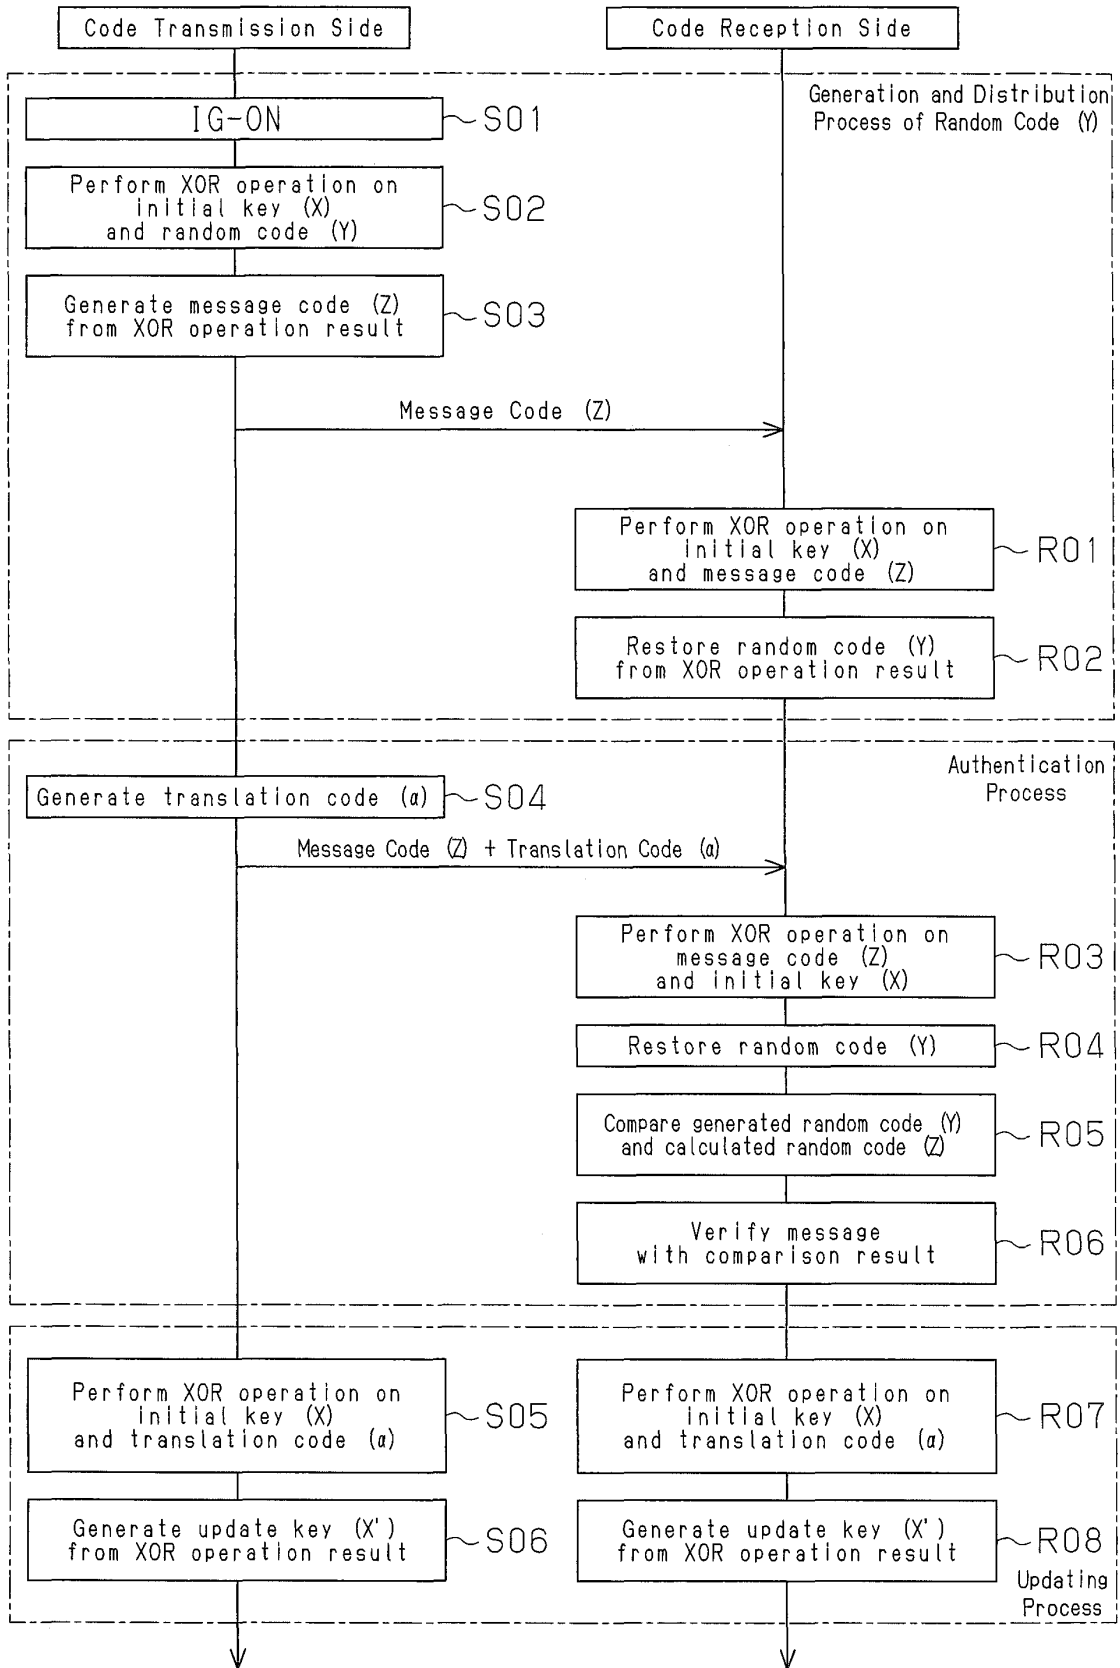 Code Transmission Side
Code Reception Side
Generation and Distribution
Process of Random Code (Y)
IG-ON
S01
Perform XOR operation on
initial key (X)
and random code (Y)
S02
Generate message code (Z)
from XOR operation result
S03
Message Code (Z)
Perform XOR operation on
initial key (X)
and message code (Z)
R01
Restore random code (Y)
from XOR operation result
R02
Authentication
Process
Generate translation code (α)
S04
Message Code (Z) + Translation Code (α)
Perform XOR operation on
message code (Z)
and initial key (X)
R03
Restore random code (Y)
R04
Compare generated random code (Y)
and calculated random code (Z)
R05
Verify message
with comparison result
R06
Perform XOR operation on
initial key (X)
and translation code (α)
S05
Perform XOR operation on
initial key (X)
and translation code (α)
R07
Generate update key (X')
from XOR operation result
S06
Generate update key (X')
from XOR operation result
R08
Updating
Process